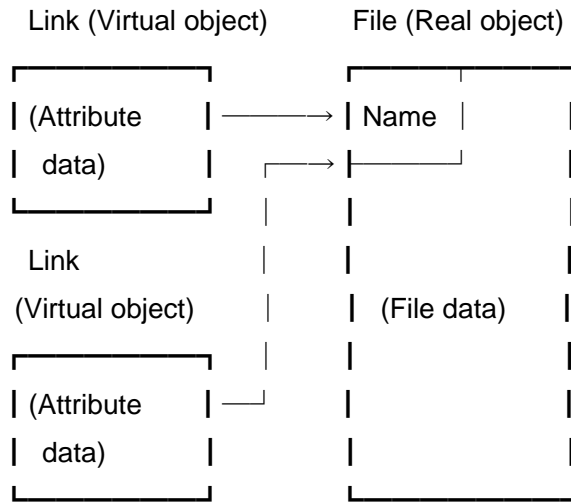 Link (Virtual object) File (Real object)
(Attribute
data)
Name
Link
(Virtual object)
(File data)
(Attribute
data)